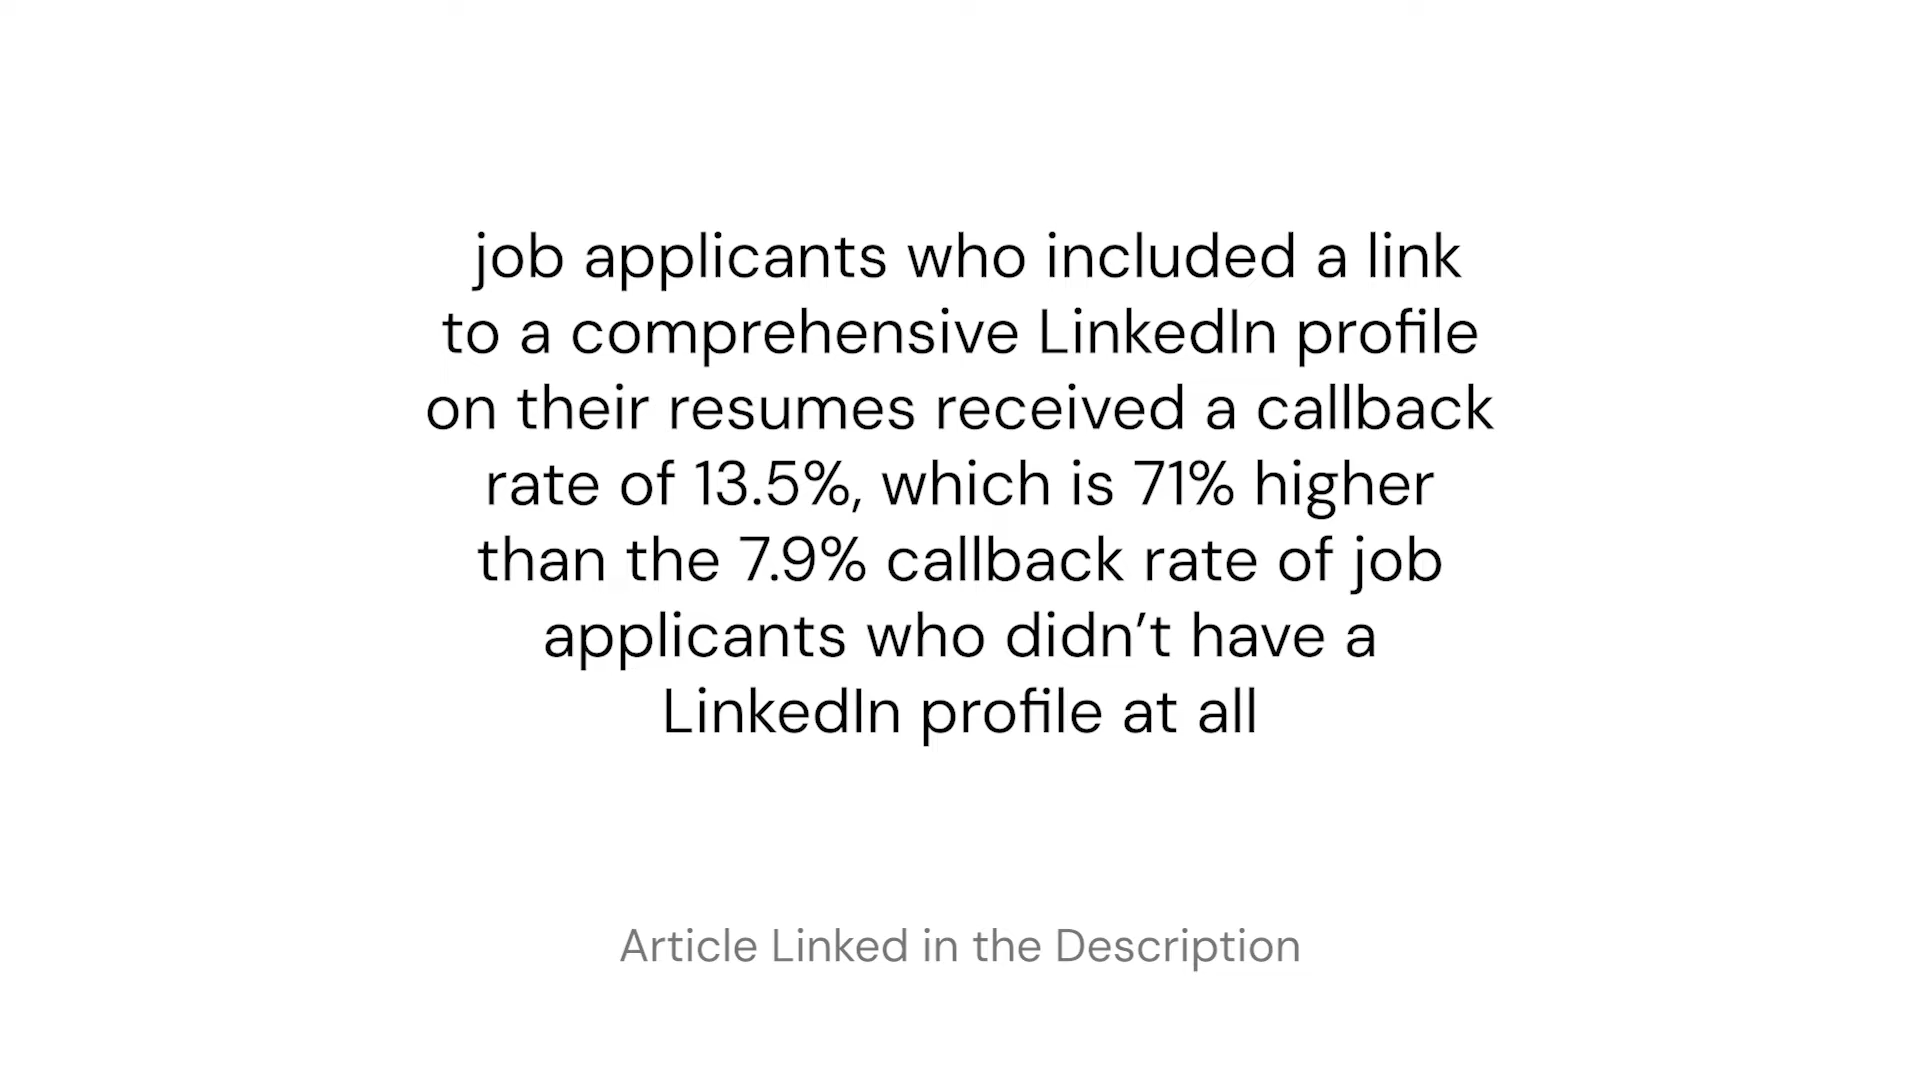 job applicants who included a link
to a comprehensive LinkedIn profile
on their resumes received a callback
rate of 13.5%, which is 71% higher
than the 7.9% callback rate of job
applicants who didn’t have a
LinkedIn profile at all
Article Linked in the Description